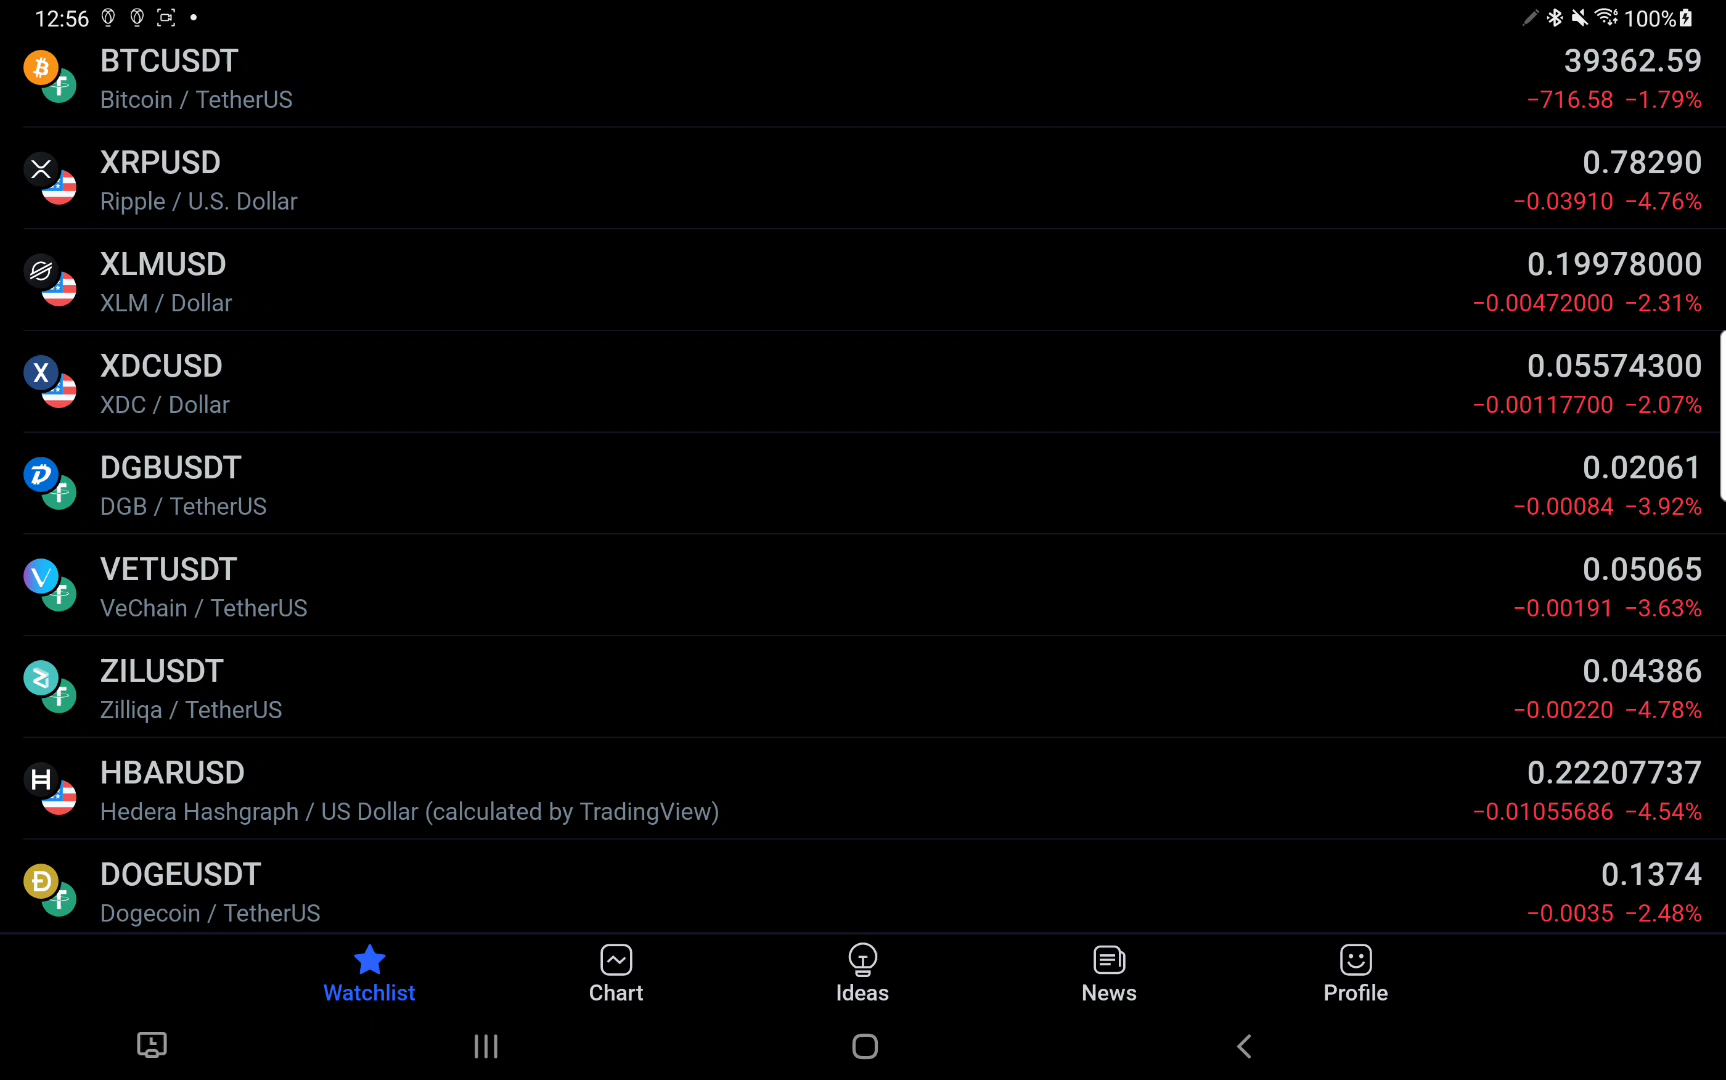 12:56
100%
BTCUSDT
39362.59
Bitcoin / TetherUS
−716.58 −1.79%
XRPUSD
0.78290
Ripple / U.S. Dollar
−0.03910 −4.76%
XLMUSD
0.19978000
XLM / Dollar
−0.00472000 −2.31%
XDCUSD
0.05574300
XDC / Dollar
−0.00117700 −2.07%
DGBUSDT
0.02061
DGB / TetherUS
−0.00084 −3.92%
VETUSDT
0.05065
VeChain / TetherUS
−0.00191 −3.63%
ZILUSDT
0.04386
Zilliqa / TetherUS
−0.00220 −4.78%
HBARUSD
0.22207737
Hedera Hashgraph / US Dollar (calculated by TradingView)
−0.01055686 −4.54%
DOGEUSDT
0.1374
Dogecoin / TetherUS
−0.0035 −2.48%
Watchlist
Chart
Ideas
News
Profile